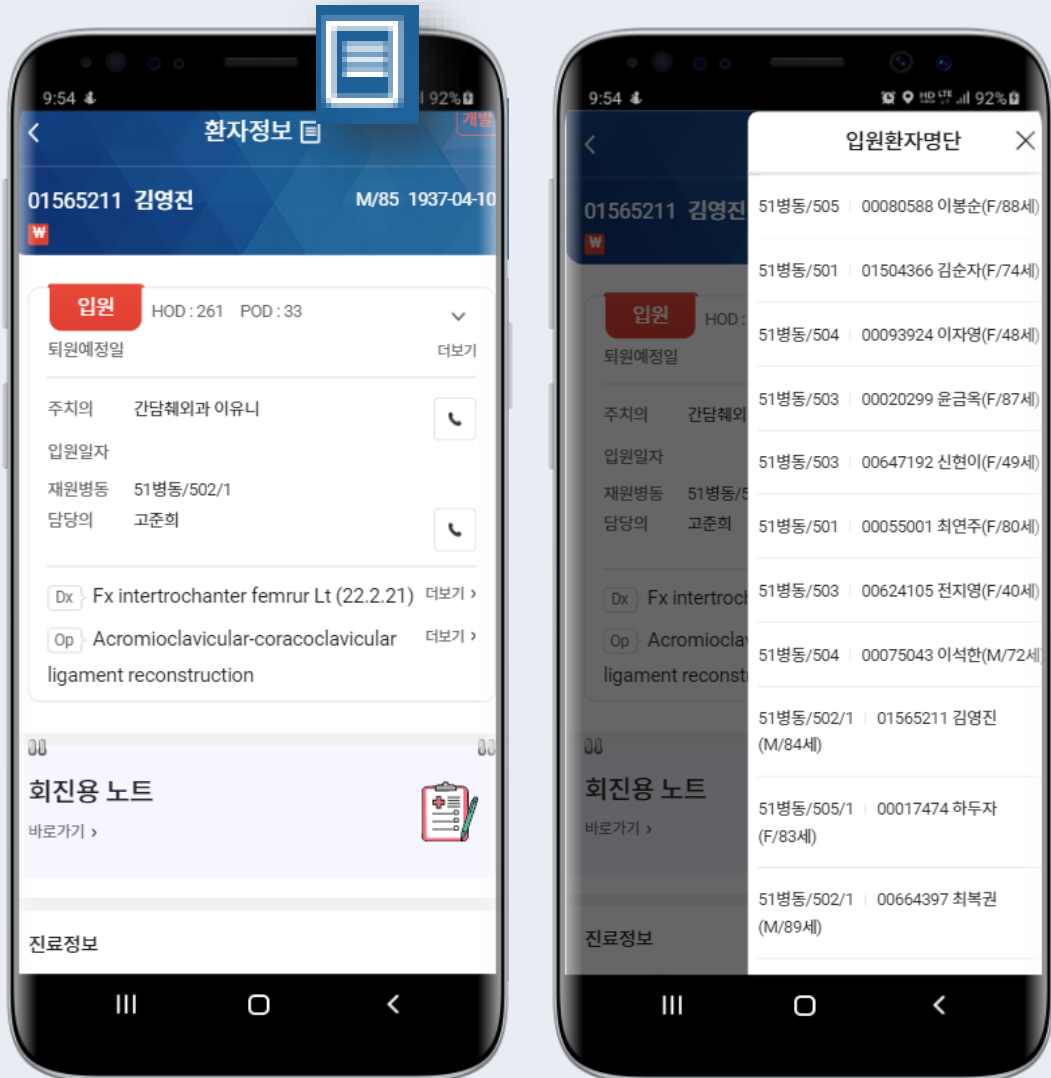 9:54
92%
환자정보
개발
01565211 김영진 M/85 1937-04-10
₩
입원 HOD : 261 POD : 33
퇴원예정일 더보기
주치의 간담췌외과 이유니
입원일자
재원병동 51병동/502/1
담당의 고준희
Dx Fx intertrochanter femrur Lt (22.2.21) 더보기 >
Op Acromioclavicular-coracoclavicular 더보기 >
ligament reconstruction
회진용 노트
바로가기 >
진료정보
9:54
HD LTE 92%
01565211 김영진
₩
입원 HOD :
퇴원예정일
주치의 간담췌외
입원일자
재원병동 51병동/5
담당의 고준희
Dx Fx intertroch
Op Acromiocla
ligament reconst
회진용 노트
바로가기 >
진료정보
입원환자명단
51병동/505 | 00080588 이봉순(F/88세)
51병동/501 | 01504366 김순자(F/74세)
51병동/504 | 00093924 이자영(F/48세)
51병동/503 | 00020299 윤금옥(F/87세)
51병동/503 | 00647192 신현이(F/49세)
51병동/501 | 00055001 최연주(F/80세)
51병동/503 | 00624105 전지영(F/40세)
51병동/504 | 00075043 이석한(M/72세)
51병동/502/1 | 01565211 김영진
(M/84세)
51병동/505/1 | 00017474 하두자
(F/83세)
51병동/502/1 | 00664397 최복권
(M/89세)